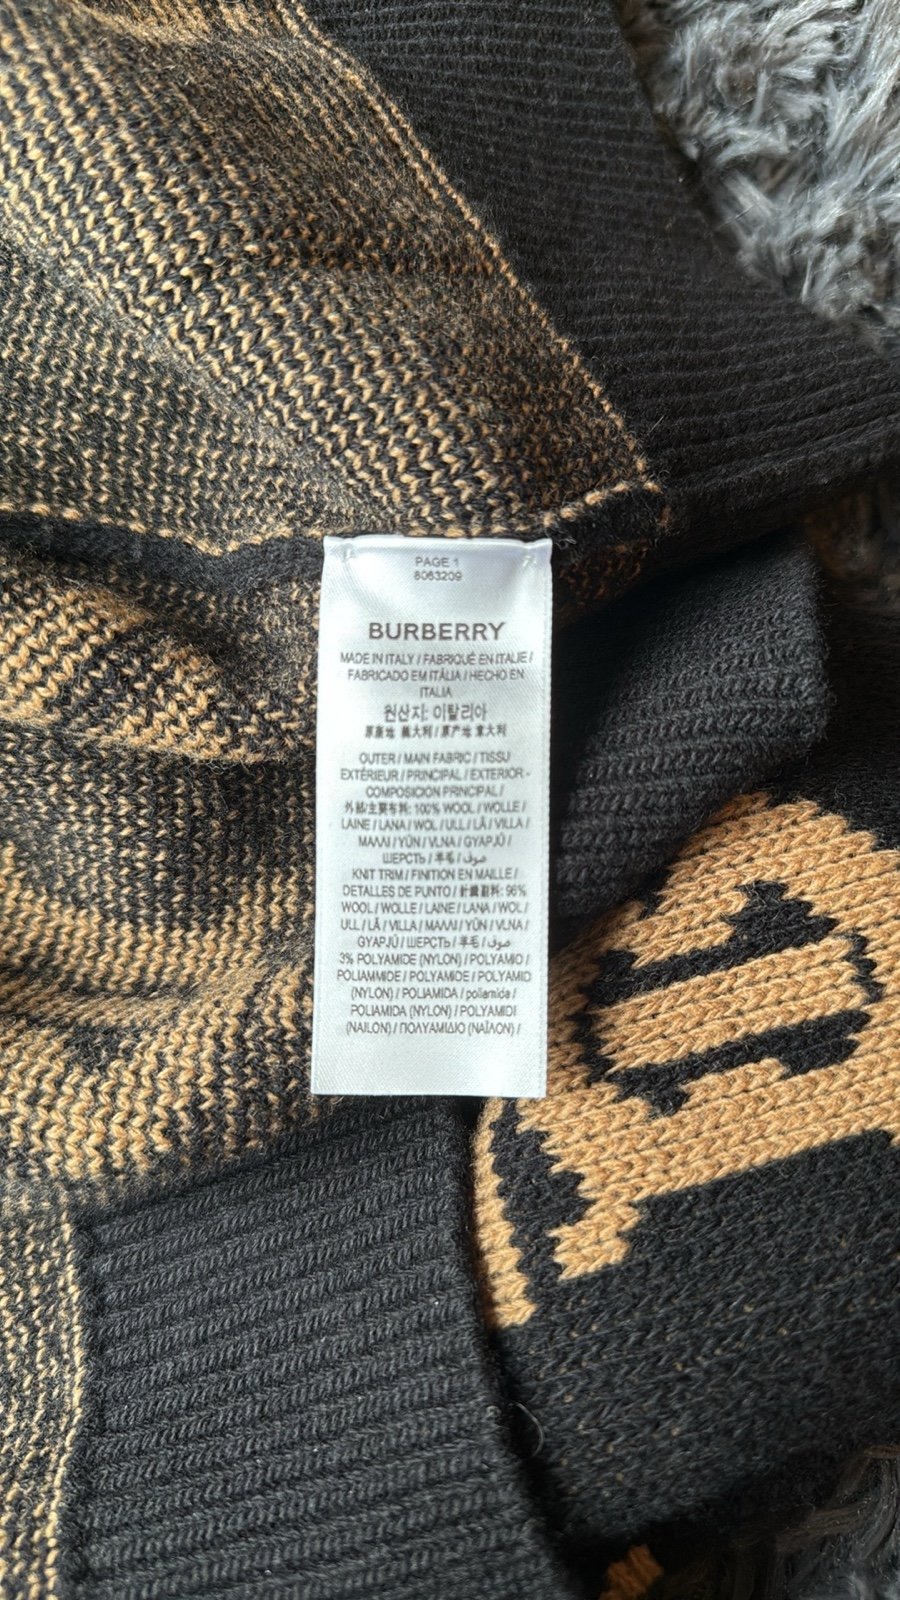 PAGE 1
8063209
BURBERRY
MADE IN ITALY / FABRIQUÉ EN ITALIE /
FABRICADO EM ITÁLIA / HECHO EN
ITALIA
원산지: 이탈리아
原產地 義大利 / 原产地 意大利
OUTER / MAIN FABRIC / TISSU
EXTÉRIEUR / PRINCIPAL / EXTERIOR -
COMPOSICION PRINCIPAL /
外部/主要布料: 100% WOOL / WOLLE /
LAINE / LANA / WOL / ULL / LÃ / VILLA /
ΜΑΛΛΙ / YÜN / VLNA / GYAPJÚ /
ШЕРСТЬ / 羊毛 / صوف /
KNIT TRIM / FINITION EN MAILLE /
DETALLES DE PUNTO / 針織副料: 96%
WOOL / WOLLE / LAINE / LANA / WOL /
ULL / LÃ / VILLA / ΜΑΛΛΙ / YÜN / VLNA /
GYAPJÚ / ШЕРСТЬ / 羊毛 / صوف
3% POLYAMIDE (NYLON) / POLYAMID /
POLIAMMIDE / POLYAMIDE / POLYAMID
(NYLON) / POLIAMIDA / poliamida /
POLIAMIDA (NYLON) / POLYAMIDI
(NAILON) / ΠΟΛΥΑΜΙΔΙΟ (ΝΑΪΛΟΝ) /